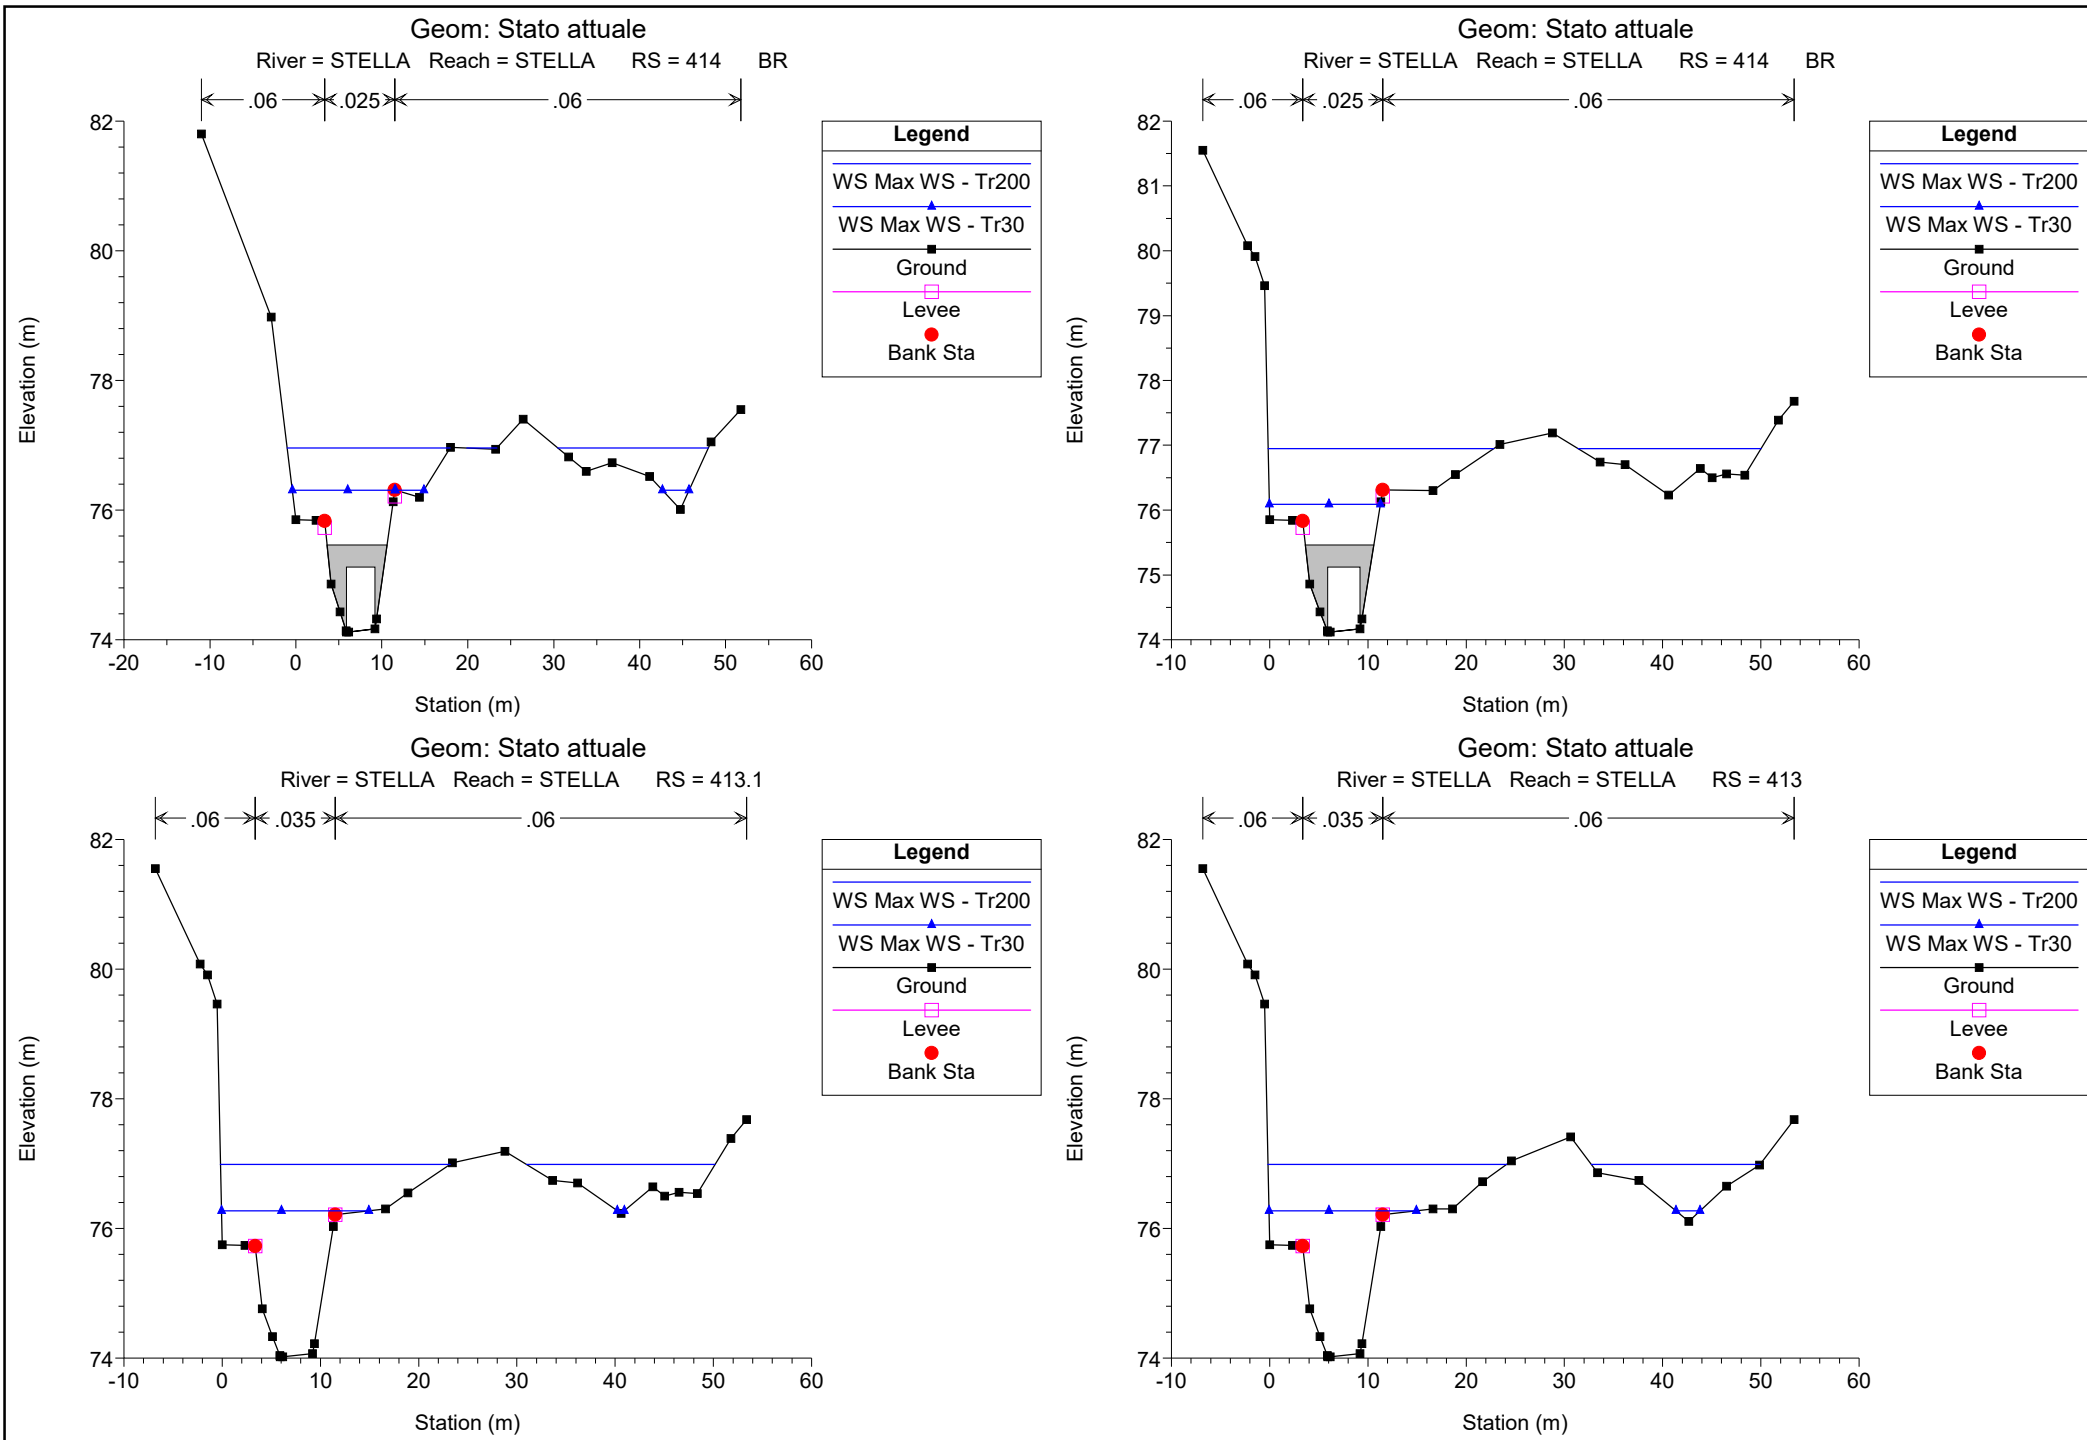 Geom: Stato attuale
River = STELLA Reach = STELLA RS = 414 BR
.06 .025 .06
82
80
78
76
74
-20 -10 0 10 20 30 40 50 60
Station (m)
Elevation (m)
Legend
WS Max WS - Tr200
WS Max WS - Tr30
Ground
Levee
Bank Sta
Geom: Stato attuale
River = STELLA Reach = STELLA RS = 414 BR
.06 .025 .06
82
81
80
79
78
77
76
75
74
-10 0 10 20 30 40 50 60
Station (m)
Elevation (m)
Legend
WS Max WS - Tr200
WS Max WS - Tr30
Ground
Levee
Bank Sta
Geom: Stato attuale
River = STELLA Reach = STELLA RS = 413.1
.06 .035 .06
82
80
78
76
74
-10 0 10 20 30 40 50 60
Station (m)
Elevation (m)
Legend
WS Max WS - Tr200
WS Max WS - Tr30
Ground
Levee
Bank Sta
Geom: Stato attuale
River = STELLA Reach = STELLA RS = 413
.06 .035 .06
82
80
78
76
74
-10 0 10 20 30 40 50 60
Station (m)
Elevation (m)
Legend
WS Max WS - Tr200
WS Max WS - Tr30
Ground
Levee
Bank Sta